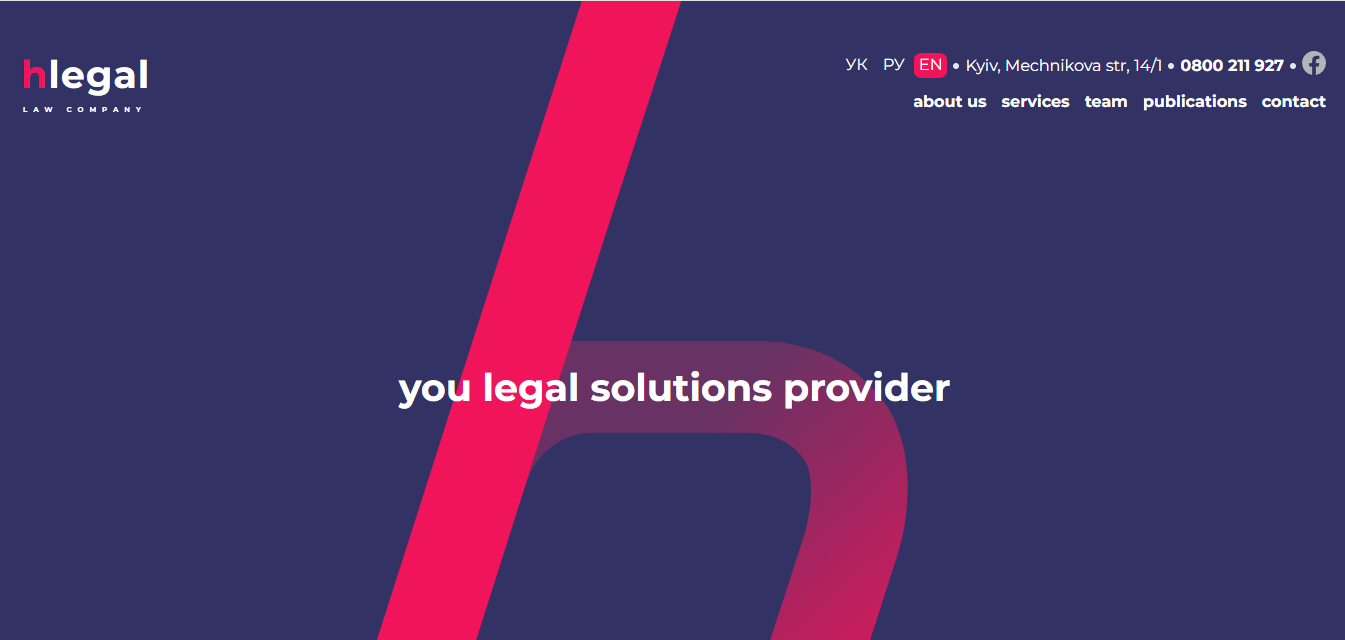 hlegal
LAW COMPANY
УК РУ EN • Kyiv, Mechnikova str, 14/1 • 0800 211 927 •
about us services team publications contact
you legal solutions provider